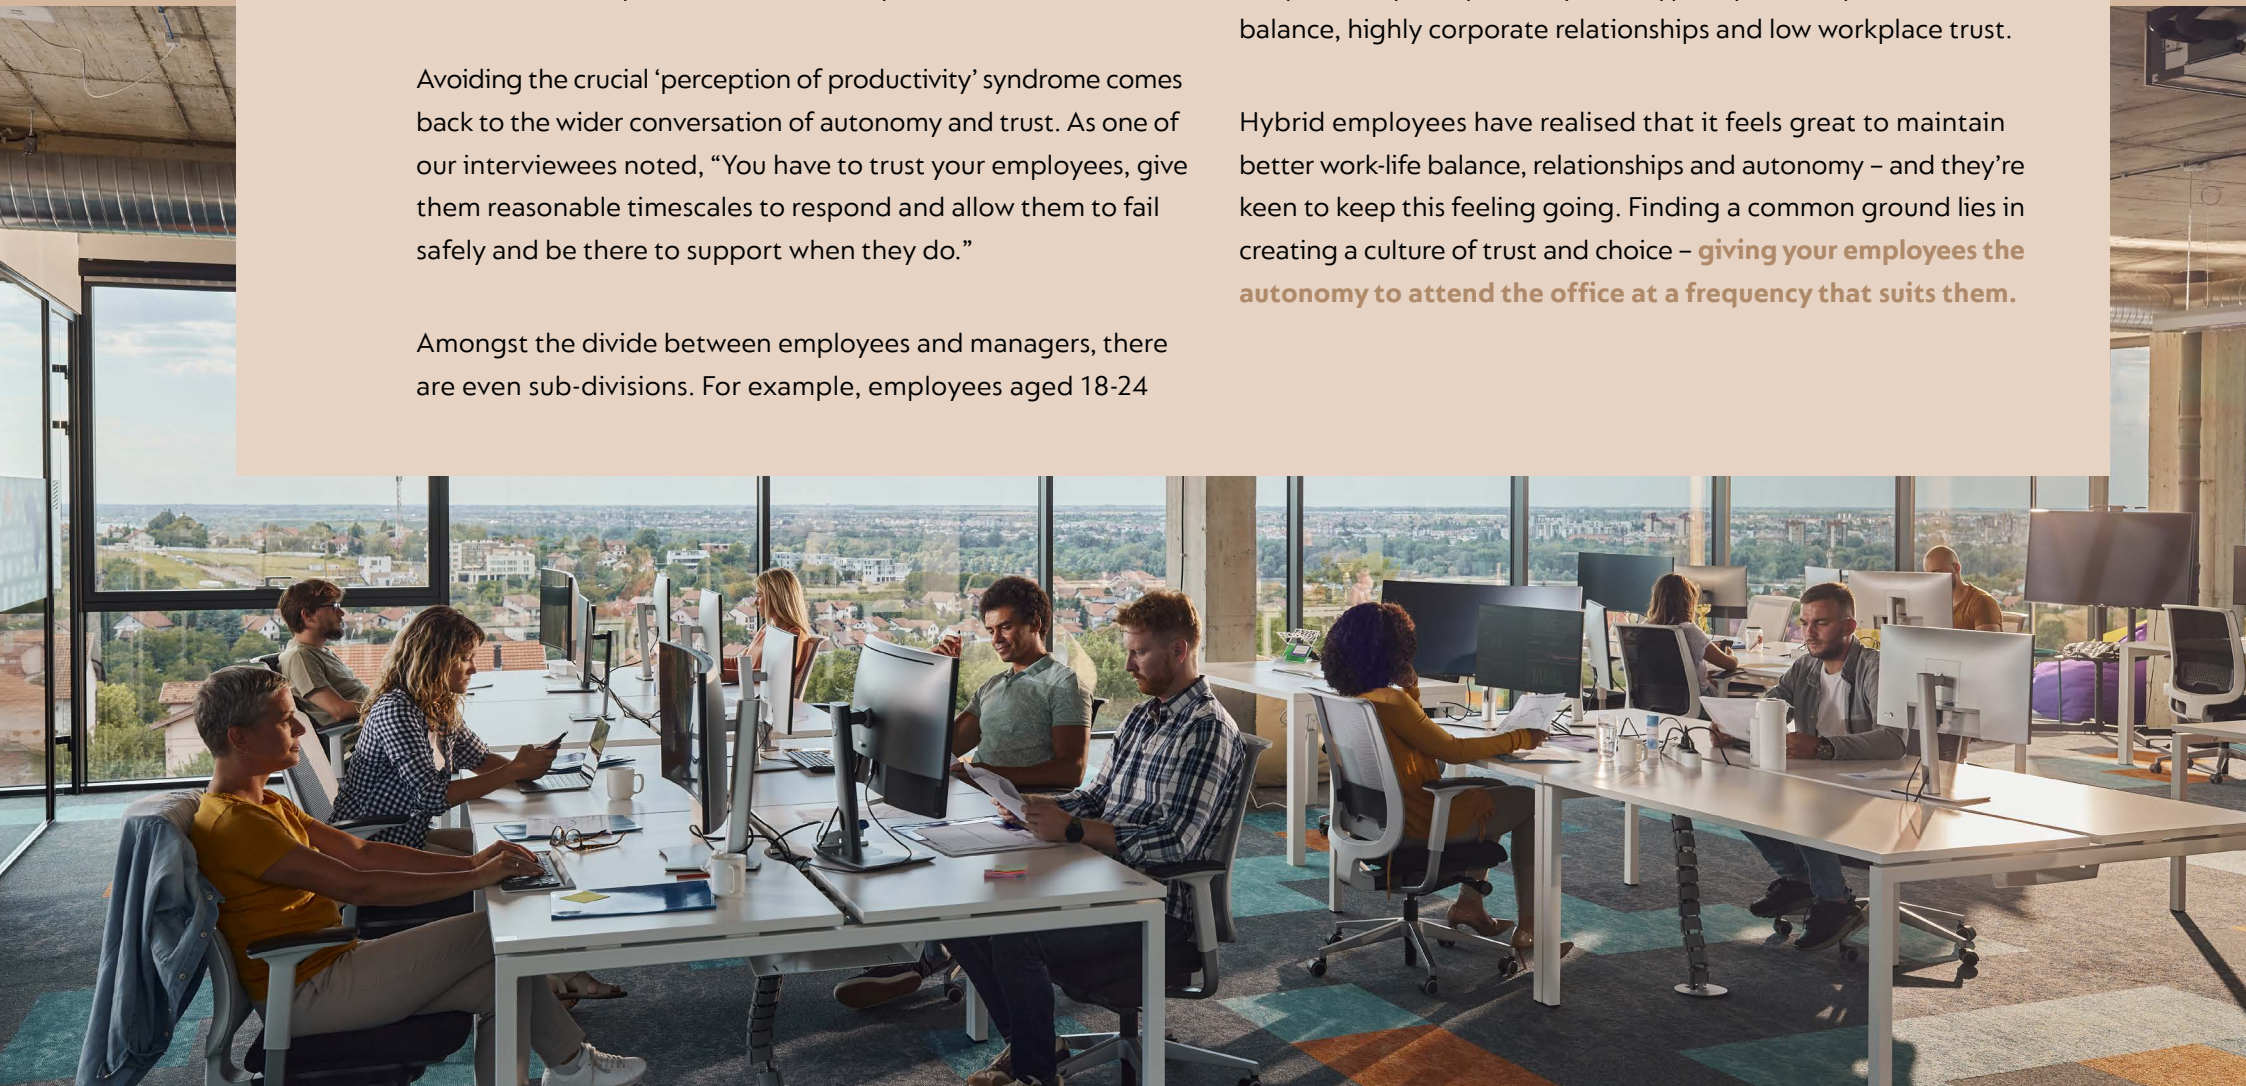 Avoiding the crucial ‘perception of productivity’ syndrome comes
back to the wider conversation of autonomy and trust. As one of
our interviewees noted, “You have to trust your employees, give
them reasonable timescales to respond and allow them to fail
safely and be there to support when they do.”
Amongst the divide between employees and managers, there
are even sub-divisions. For example, employees aged 18-24
balance, highly corporate relationships and low workplace trust.
Hybrid employees have realised that it feels great to maintain
better work-life balance, relationships and autonomy – and they’re
keen to keep this feeling going. Finding a common ground lies in
creating a culture of trust and choice – giving your employees the
autonomy to attend the office at a frequency that suits them.